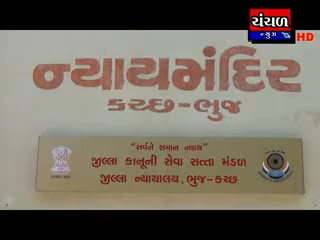 ચંચળ
ન્યુઝ
HD
ન્યાયમંદિર
કચ્છ-ભુજ
"સર્વને સમાન ન્યાય"
જીલ્લા કાનૂની સેવા સત્તા મંડળ
જીલ્લા ન્યાયાલય, ભુજ-કચ્છ